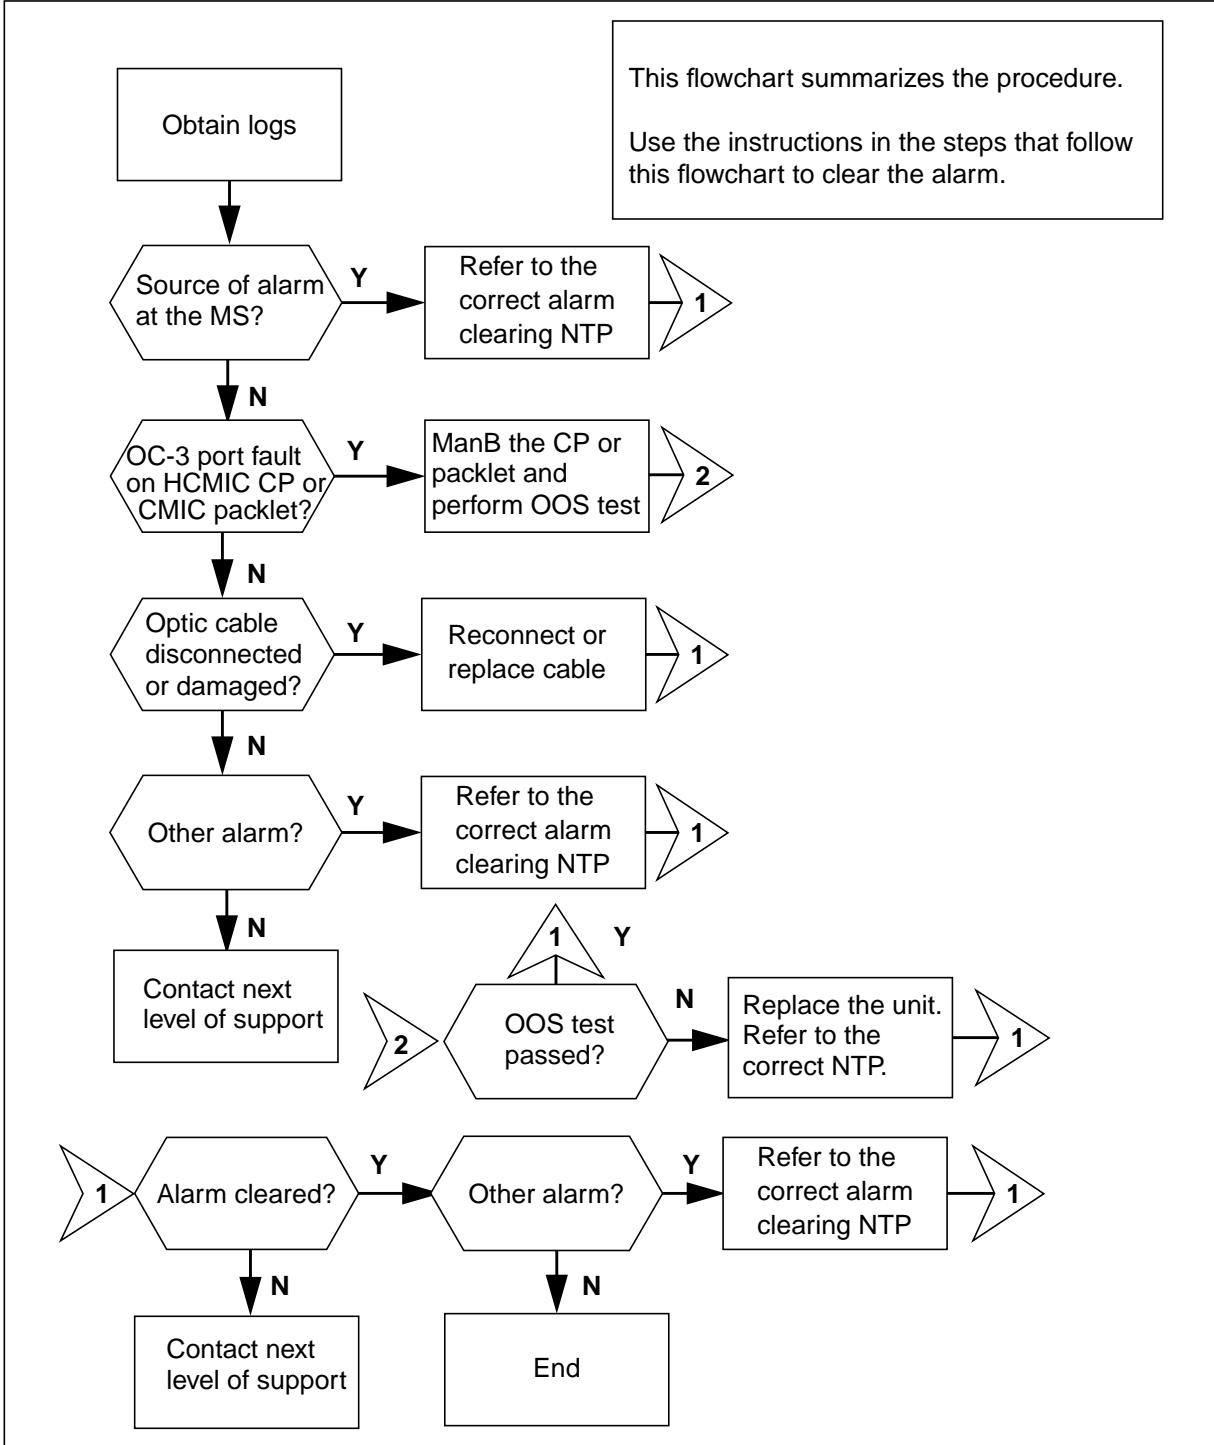 This flowchart summarizes the procedure.
Use the instructions in the steps that follow
this flowchart to clear the alarm.
Obtain logs
Source of alarm
at the MS?
Y
Refer to the
correct alarm
clearing NTP
1
N
OC-3 port fault
on HCMIC CP or
CMIC packlet?
Y
ManB the CP or
packlet and
perform OOS test
2
N
Optic cable
disconnected
or damaged?
Y
Reconnect or
replace cable
1
N
Other alarm?
Y
Refer to the
correct alarm
clearing NTP
1
N
Contact next
level of support
2
OOS test
passed?
1
Y
N
Replace the unit.
Refer to the
correct NTP.
1
1
Alarm cleared?
Y
Other alarm?
Y
Refer to the
correct alarm
clearing NTP
1
N
Contact next
level of support
N
End